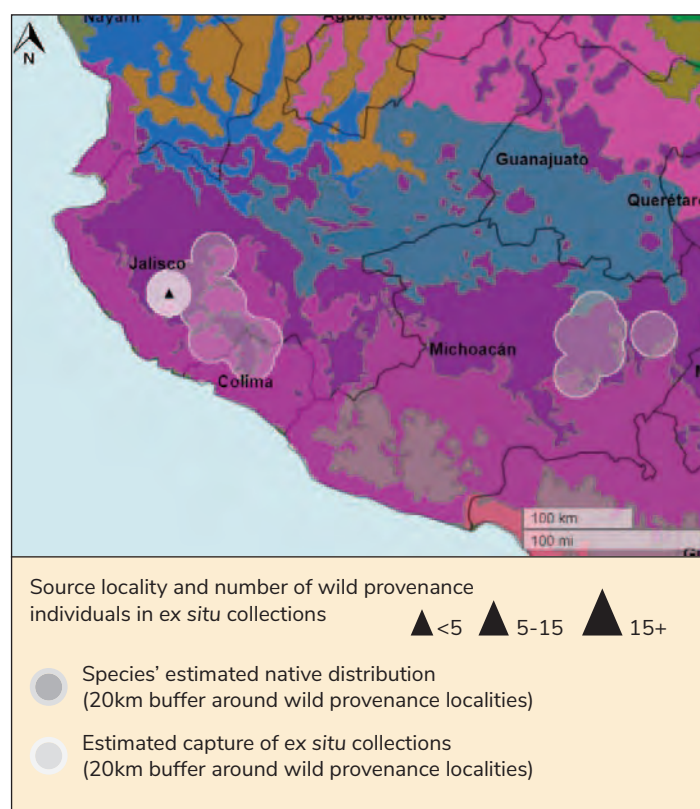 Nayarit
Aguascalientes
N
Guanajuato
Querétaro
Jalisco
Michoacán
Colima
100 km
100 mi
Source locality and number of wild provenance
individuals in ex situ collections
<5 5-15 15+
Species’ estimated native distribution
(20km buffer around wild provenance localities)
Estimated capture of ex situ collections
(20km buffer around wild provenance localities)